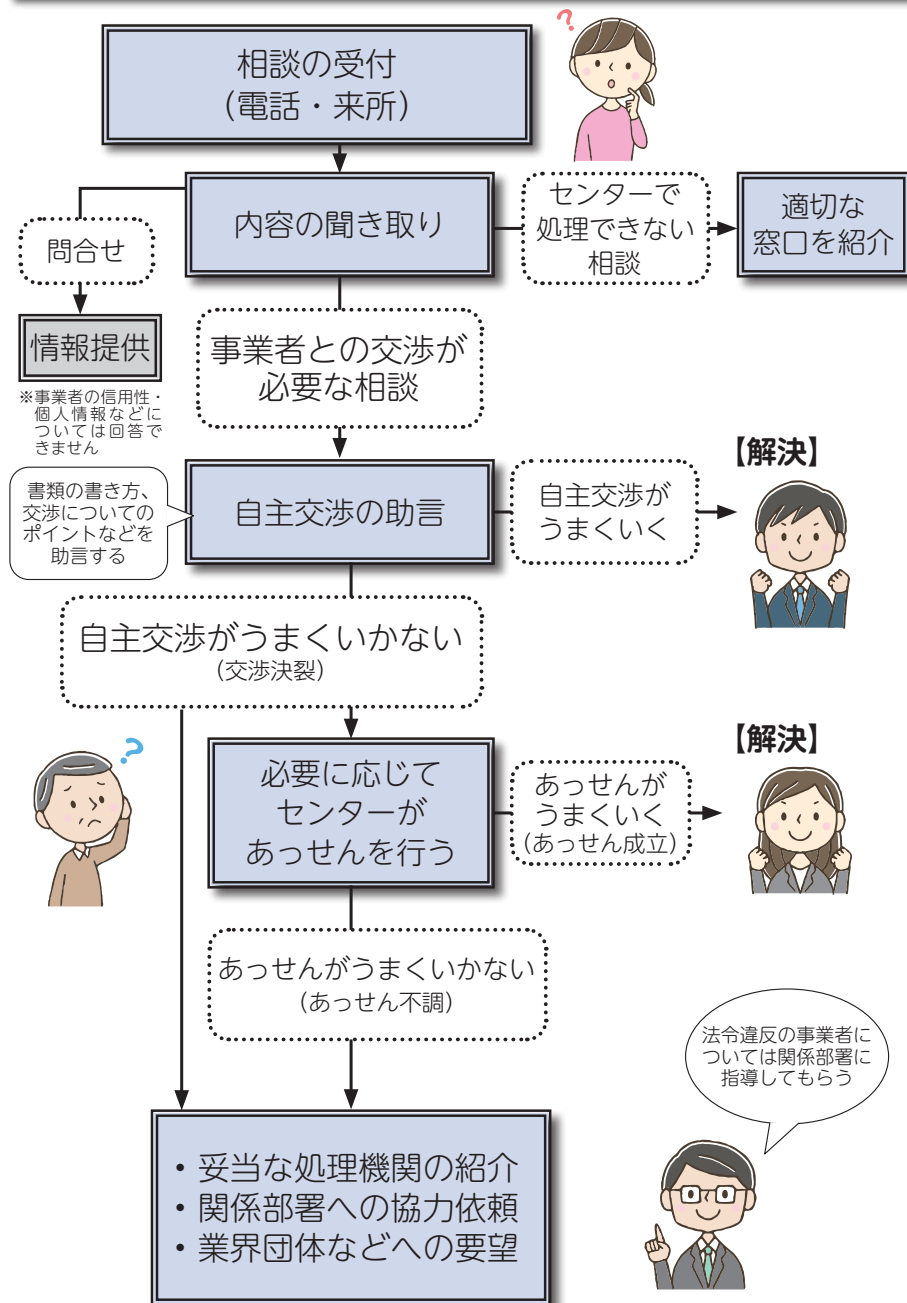 相談の受付
（電話・来所）
?
内容の聞き取り
センターで
処理できない
相談
適切な
窓口を紹介
問合せ
情報提供
※事業者の信用性・
個人情報などに
ついては回答で
きません
事業者との交渉が
必要な相談
書類の書き方、
交渉についての
ポイントなどを
助言する
自主交渉の助言
自主交渉が
うまくいく
【解決】
自主交渉がうまくいかない
（交渉決裂）
?
必要に応じて
センターが
あっせんを行う
あっせんが
うまくいく
（あっせん成立）
【解決】
あっせんがうまくいかない
（あっせん不調）
法令違反の事業者に
ついては関係部署に
指導してもらう
・妥当な処理機関の紹介
・関係部署への協力依頼
・業界団体などへの要望